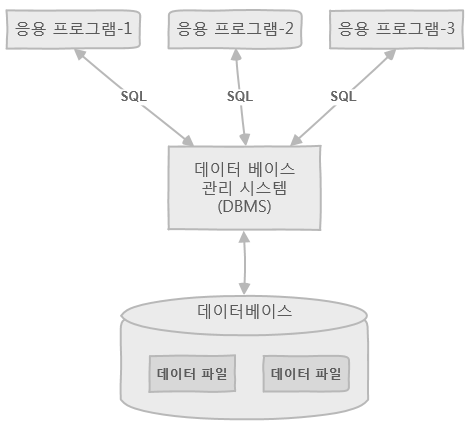 응용 프로그램-1
응용 프로그램-2
응용 프로그램-3
SQL
SQL
SQL
데이터 베이스
관리 시스템
(DBMS)
데이터베이스
데이터 파일
데이터 파일